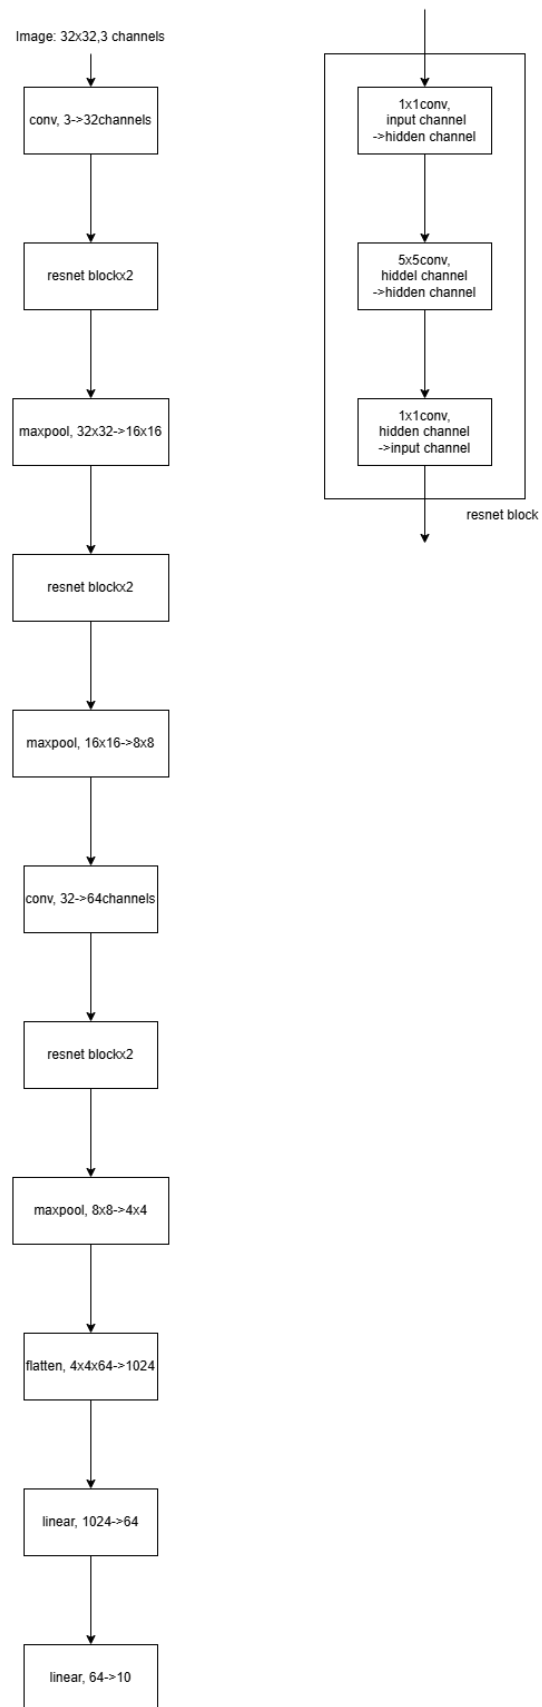 Image: 32x32,3 channels
conv, 3->32channels
resnet blockx2
maxpool, 32x32->16x16
resnet blockx2
maxpool, 16x16->8x8
conv, 32->64channels
resnet blockx2
maxpool, 8x8->4x4
flatten, 4x4x64->1024
linear, 1024->64
linear, 64->10
1x1conv,
input channel
->hidden channel
5x5conv,
hiddel channel
->hidden channel
1x1conv,
hidden channel
->input channel
resnet block